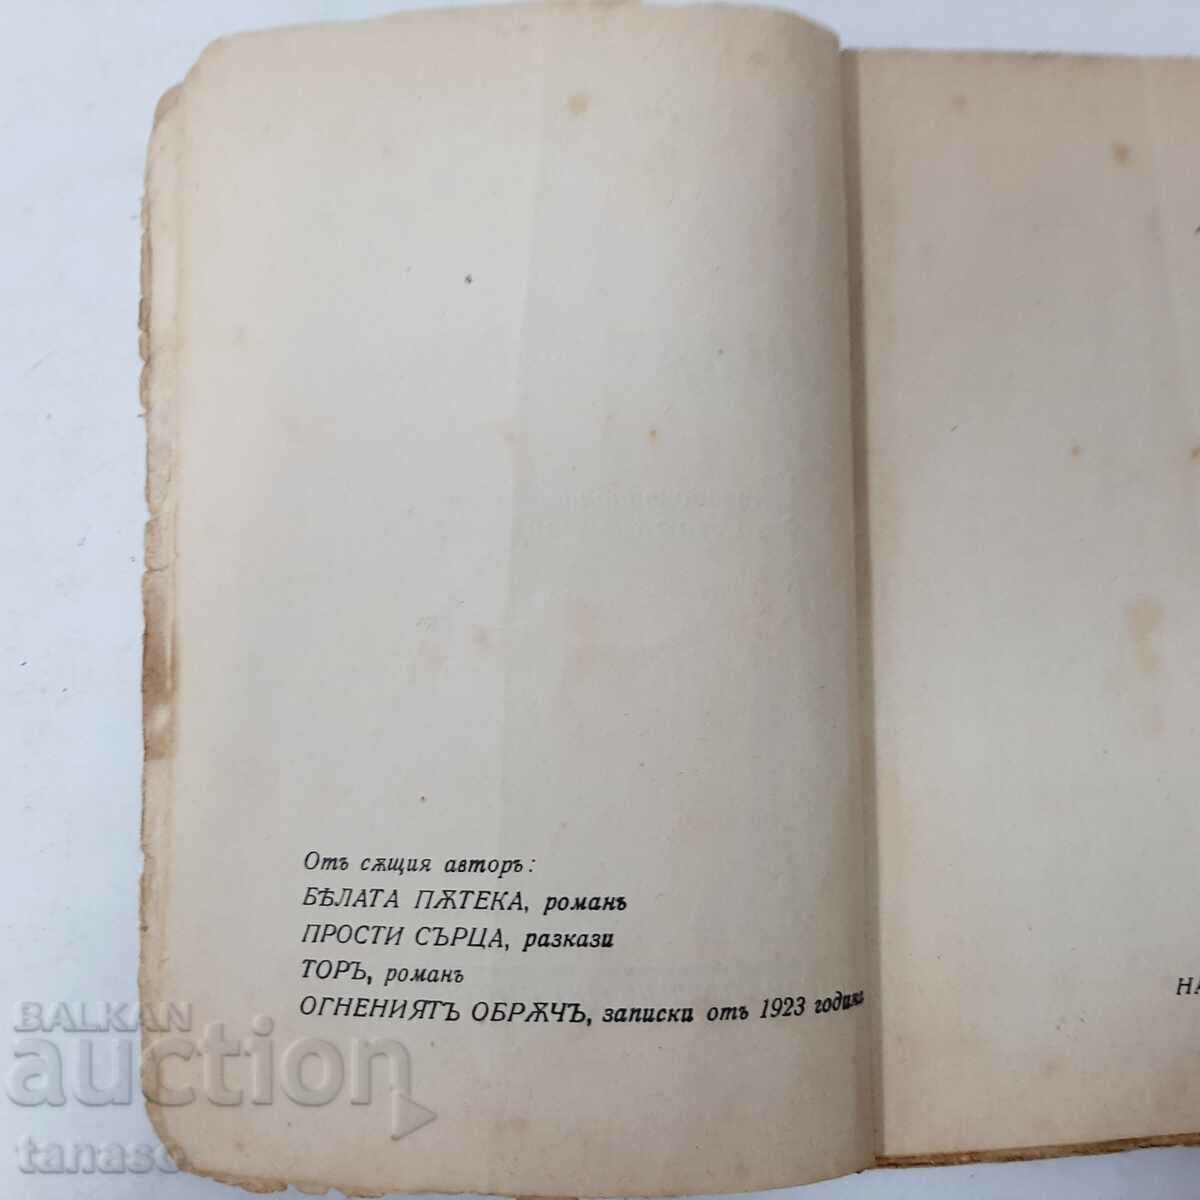 Отъ сѫщия авторъ:
БѢЛАТА ПѪТЕКА, романъ
ПРОСТИ СЪРЦА, разкази
ТОРЪ, романъ
ОГНЕНИЯТЪ ОБРѪЧЪ, записки отъ 1923 година
НА
BALKAN
auction
tanaso